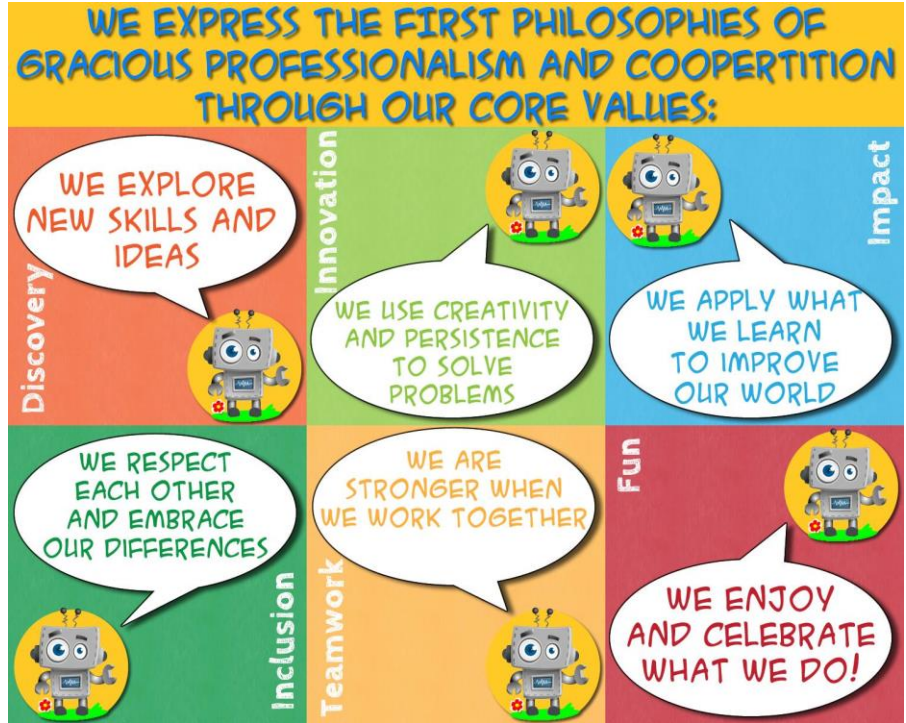 WE EXPRESS THE FIRST PHILOSOPHIES OF
GRACIOUS PROFESSIONALISM AND COOPERTITION
THROUGH OUR CORE VALUES:
Discovery
WE EXPLORE
NEW SKILLS AND
IDEAS
Innovation
WE USE CREATIVITY
AND PERSISTENCE
TO SOLVE
PROBLEMS
Impact
WE APPLY WHAT
WE LEARN
TO IMPROVE
OUR WORLD
Inclusion
WE RESPECT
EACH OTHER
AND EMBRACE
OUR DIFFERENCES
Teamwork
WE ARE
STRONGER WHEN
WE WORK TOGETHER
Fun
WE ENJOY
AND CELEBRATE
WHAT WE DO!